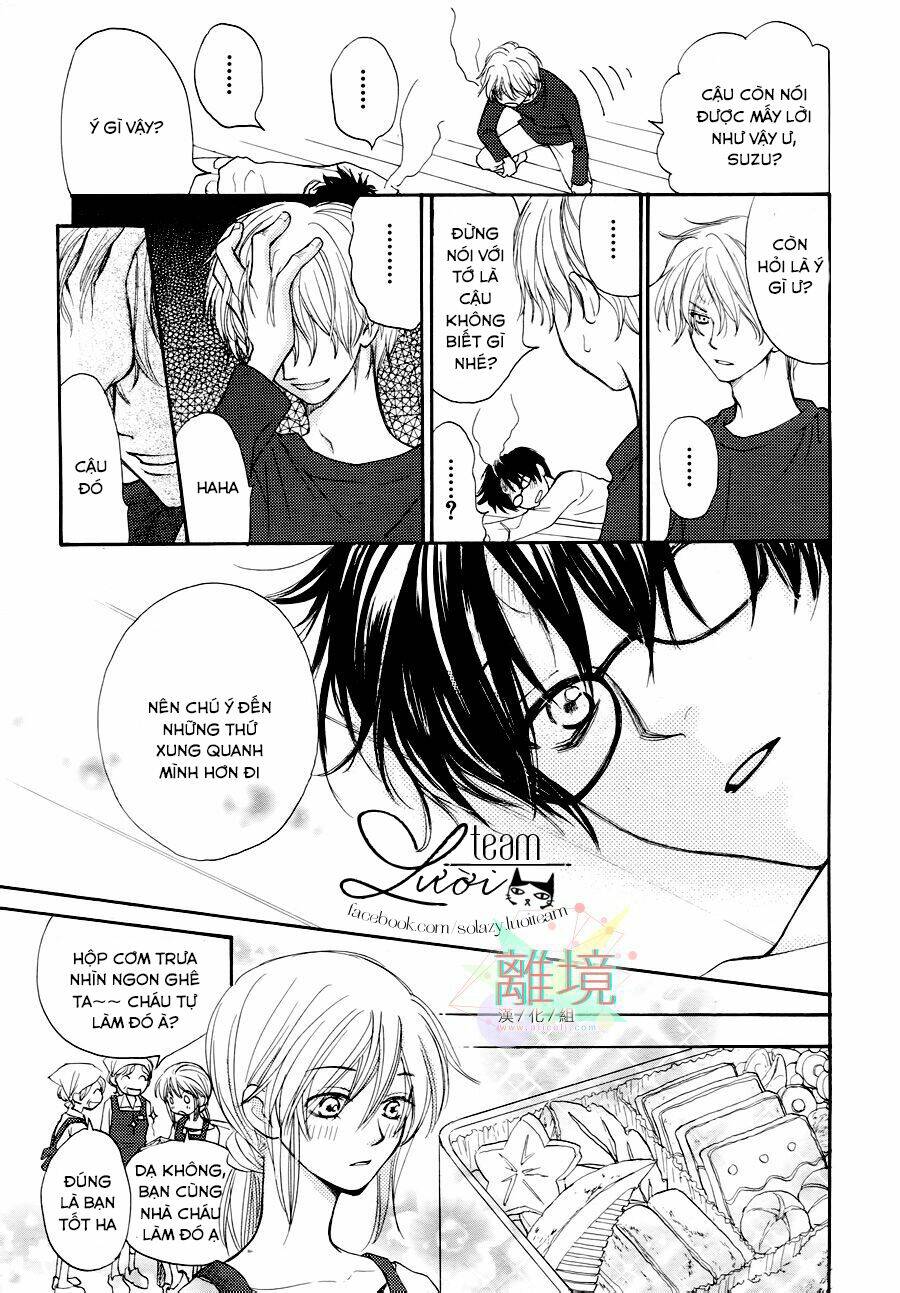 CẬU CÒN NÓI
ĐƯỢC MẤY LỜI
NHƯ VẬY Ư,
SUZU?
......
......
Ý GÌ VẬY?
CÒN
HỎI LÀ Ý
GÌ Ư?
......
......
ĐỪNG
NÓI VỚI
TỚ LÀ
CẬU
KHÔNG
BIẾT GÌ
NHÉ?
......?
......
HAHA
CẬU
ĐÓ
NÊN CHÚ Ý ĐẾN
NHỮNG THỨ
XUNG QUANH
MÌNH HƠN ĐI
team
Lười
facebook.com/solazy.luoiteam
離境
漢/化/組
www.aliceli.com
HỘP CƠM TRƯA
NHÌN NGON GHÊ
TA~~ CHÁU TỰ
LÀM ĐÓ À?
DẠ KHÔNG,
BẠN CÙNG
NHÀ CHÁU
LÀM ĐÓ Ạ
ĐÚNG
LÀ BẠN
TỐT HA